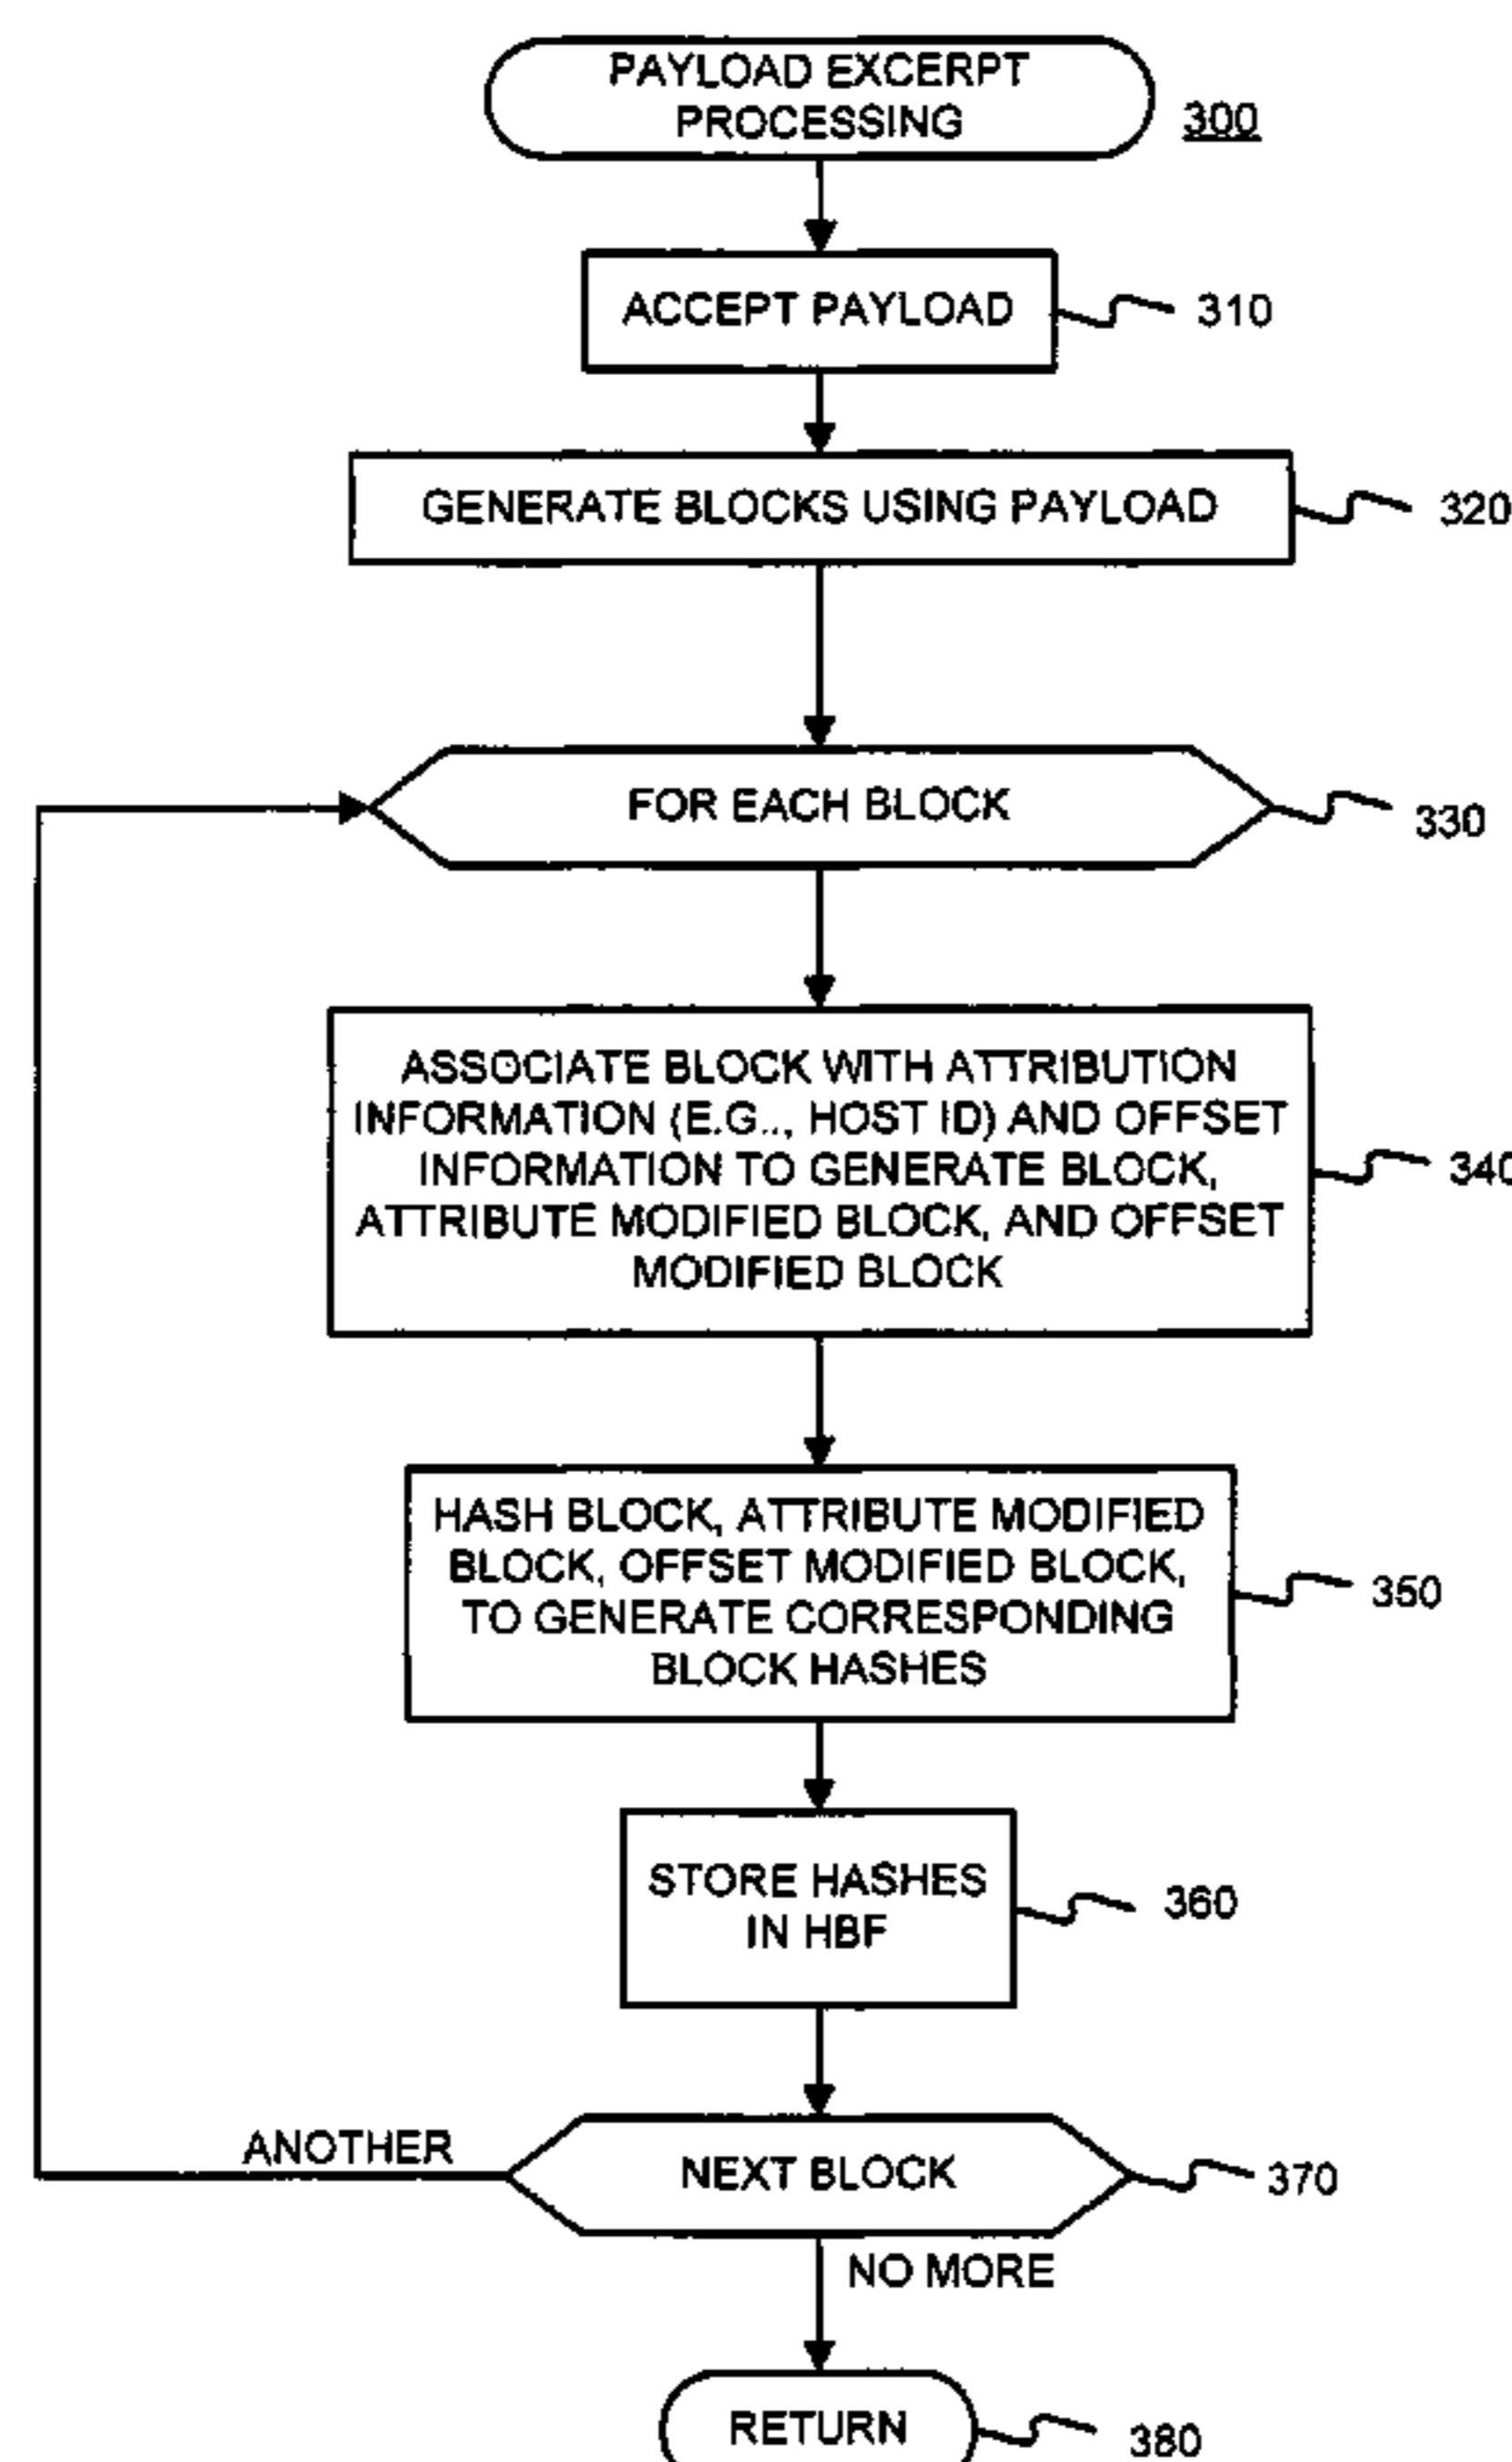 PAYLOAD EXCERPT
PROCESSING
300
ACCEPT PAYLOAD
310
GENERATE BLOCKS USING PAYLOAD
320
FOR EACH BLOCK
330
ASSOCIATE BLOCK WITH ATTRIBUTION
INFORMATION (E.G.., HOST ID) AND OFFSET
INFORMATION TO GENERATE BLOCK,
ATTRIBUTE MODIFIED BLOCK, AND OFFSET
MODIFIED BLOCK
340
HASH BLOCK, ATTRIBUTE MODIFIED
BLOCK, OFFSET MODIFIED BLOCK,
TO GENERATE CORRESPONDING
BLOCK HASHES
350
STORE HASHES
IN HBF
360
ANOTHER
NEXT BLOCK
370
NO MORE
RETURN
380